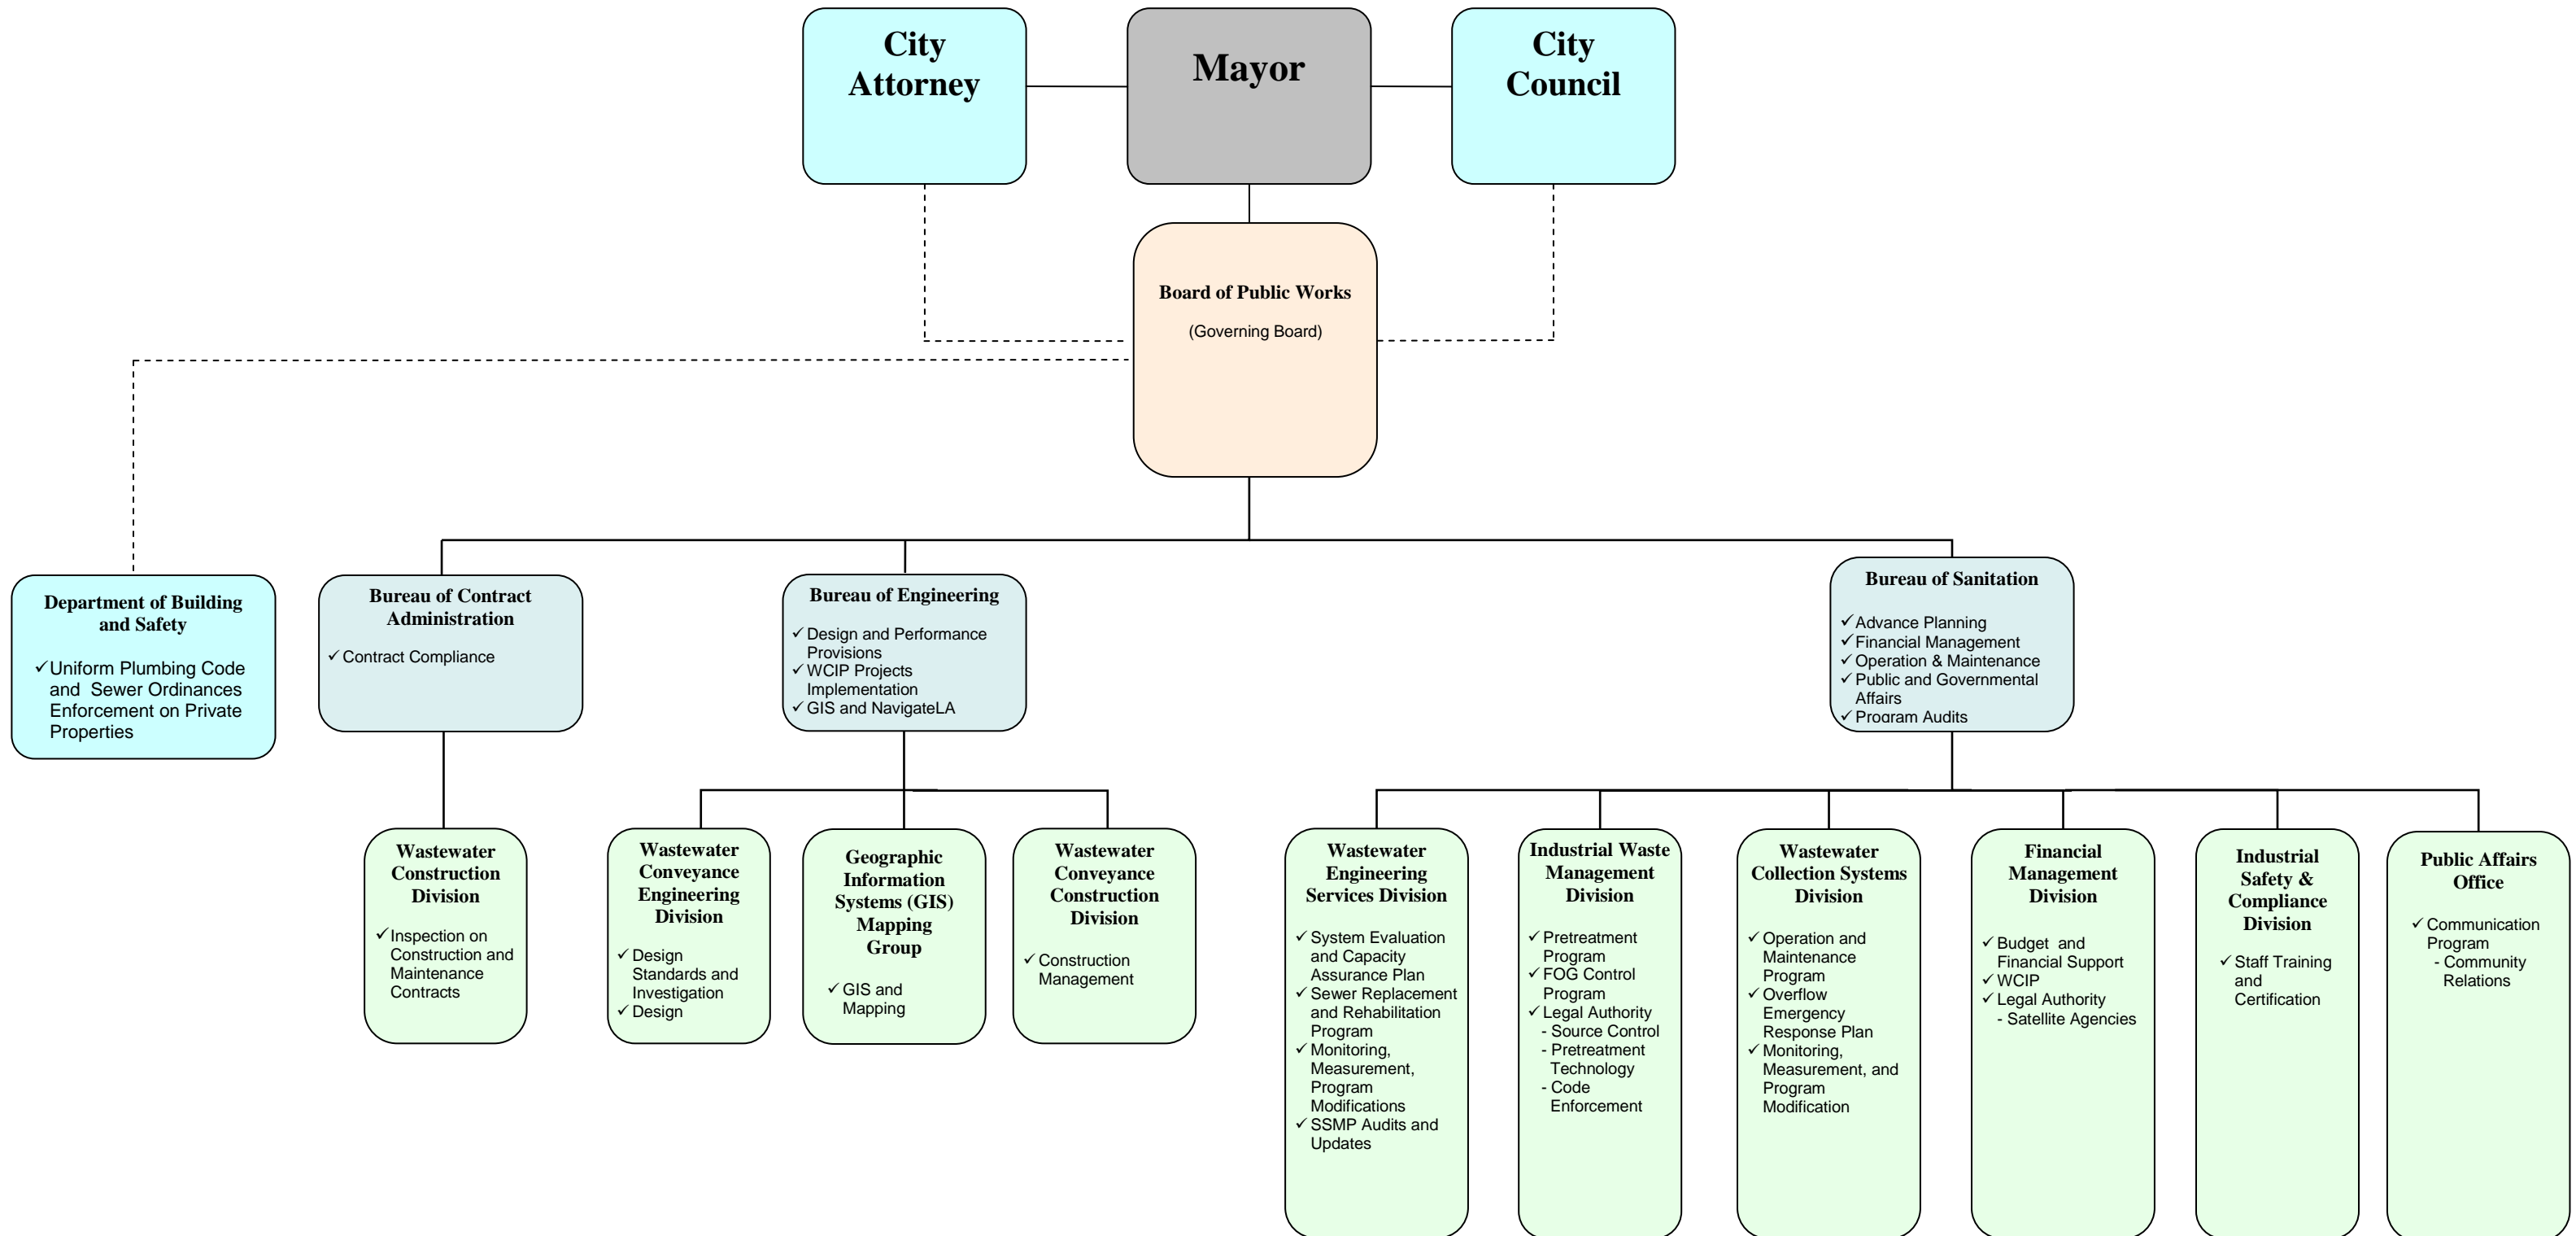 City
Attorney
Mayor
City
Council
Board of Public Works
(Governing Board)
Department of Building
and Safety
✓Uniform Plumbing Code
and Sewer Ordinances
Enforcement on Private
Properties
Bureau of Contract
Administration
✓Contract Compliance
Bureau of Engineering
✓Design and Performance
Provisions
✓WCIP Projects
Implementation
✓GIS and NavigateLA
Bureau of Sanitation
✓Advance Planning
✓Financial Management
✓Operation & Maintenance
✓Public and Governmental
Affairs
✓Program Audits
Wastewater
Construction
Division
✓Inspection on
Construction and
Maintenance
Contracts
Wastewater
Conveyance
Engineering
Division
✓Design
Standards and
Investigation
✓Design
Geographic
Information
Systems (GIS)
Mapping
Group
✓GIS and
Mapping
Wastewater
Conveyance
Construction
Division
✓Construction
Management
Wastewater
Engineering
Services Division
✓System Evaluation
and Capacity
Assurance Plan
✓Sewer Replacement
and Rehabilitation
Program
✓Monitoring,
Measurement,
Program
Modifications
✓SSMP Audits and
Updates
Industrial Waste
Management
Division
✓Pretreatment
Program
✓FOG Control
Program
✓Legal Authority
- Source Control
- Pretreatment
Technology
- Code
Enforcement
Wastewater
Collection Systems
Division
✓Operation and
Maintenance
Program
✓Overflow
Emergency
Response Plan
✓Monitoring,
Measurement, and
Program
Modification
Financial
Management
Division
✓Budget and
Financial Support
✓WCIP
✓Legal Authority
- Satellite Agencies
Industrial
Safety &
Compliance
Division
✓Staff Training
and
Certification
Public Affairs
Office
✓Communication
Program
- Community
Relations